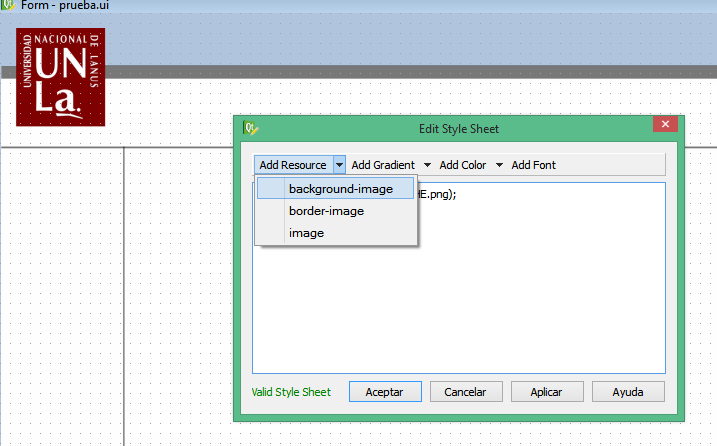 Form - prueba.ui
UNIVERSIDAD NACIONAL DE LANUS
UN
La.
Edit Style Sheet
Add Resource Add Gradient Add Color Add Font
background-image
border-image
image
E.png);
Valid Style Sheet Aceptar Cancelar Aplicar Ayuda